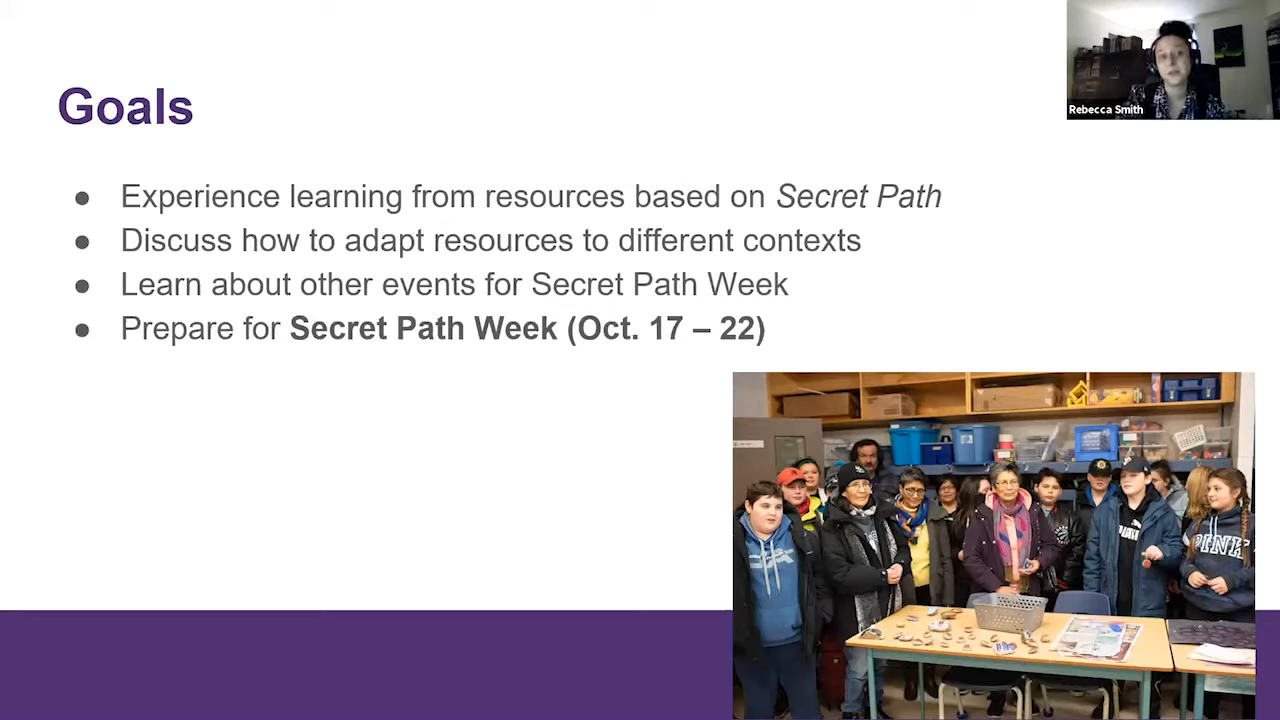 Rebecca Smith
Goals
● Experience learning from resources based on Secret Path
● Discuss how to adapt resources to different contexts
● Learn about other events for Secret Path Week
● Prepare for Secret Path Week (Oct. 17 – 22)
PINK